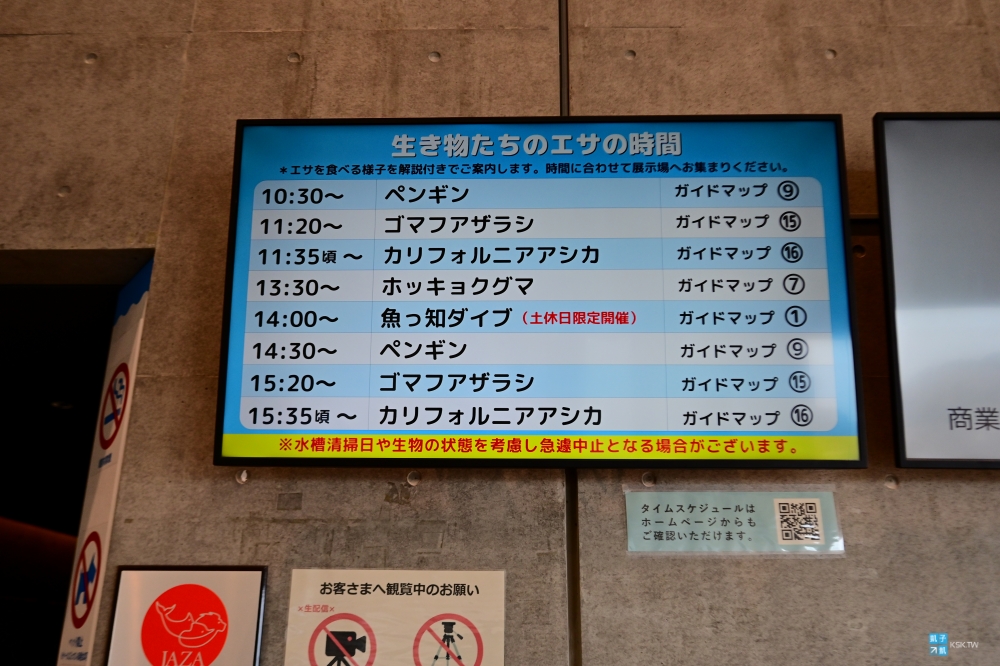 生き物たちのエサの時間
＊エサを食べる様子を解説付きでご案内します。時間に合わせて展示場へお集まりください。
10:30～ ペンギン ガイドマップ ⑨
11:20～ ゴマフアザラシ ガイドマップ ⑮
11:35頃 ～ カリフォルニアアシカ ガイドマップ ⑯
13:30～ ホッキョクグマ ガイドマップ ⑦
14:00～ 魚っ知ダイブ（土休日限定開催） ガイドマップ ①
14:30～ ペンギン ガイドマップ ⑨
15:20～ ゴマフアザラシ ガイドマップ ⑮
15:35頃 ～ カリフォルニアアシカ ガイドマップ ⑯
※水槽清掃日や生物の状態を考慮し急遽中止となる場合がございます。
商業
タイムスケジュールは
ホームページからも
ご確認いただけます。
お客さまへ観覧中のお願い
×生配信×
JAZA
凱子
凱
KSK.TW